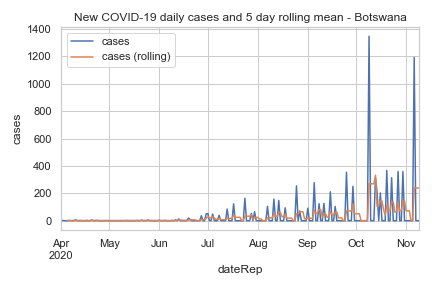 New COVID-19 daily cases and 5 day rolling mean - Botswana
cases
cases (rolling)
1400
1200
1000
800
600
400
200
0
cases
Apr
2020
May
Jun
Jul
Aug
Sep
Oct
Nov
dateRep